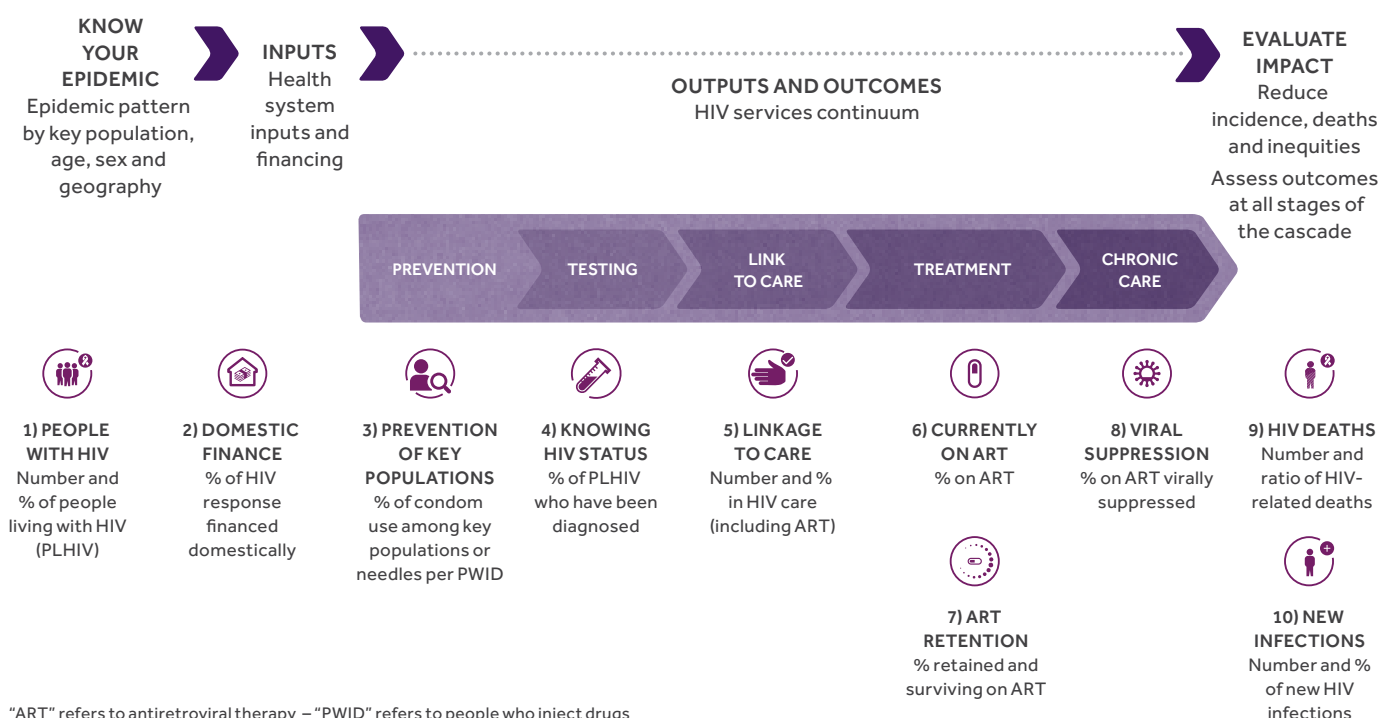 KNOW
YOUR
EPIDEMIC
Epidemic pattern
by key population,
age, sex and
geography
INPUTS
Health
system
inputs and
financing
OUTPUTS AND OUTCOMES
HIV services continuum
EVALUATE
IMPACT
Reduce
incidence, deaths
and inequities
Assess outcomes
at all stages of
the cascade
PREVENTION
TESTING
LINK
TO CARE
TREATMENT
CHRONIC
CARE
1) PEOPLE
WITH HIV
Number and
% of people
living with HIV
(PLHIV)
2) DOMESTIC
FINANCE
% of HIV
response
financed
domestically
3) PREVENTION
OF KEY
POPULATIONS
% of condom
use among key
populations or
needles per PWID
4) KNOWING
HIV STATUS
% of PLHIV
who have been
diagnosed
5) LINKAGE
TO CARE
Number and %
in HIV care
(including ART)
6) CURRENTLY
ON ART
% on ART
7) ART
RETENTION
% retained and
surviving on ART
8) VIRAL
SUPPRESSION
% on ART virally
suppressed
9) HIV DEATHS
Number and
ratio of HIV-
related deaths
10) NEW
INFECTIONS
Number and %
of new HIV
infections
"ART" refers to antiretroviral therapy – "PWID" refers to people who inject drugs